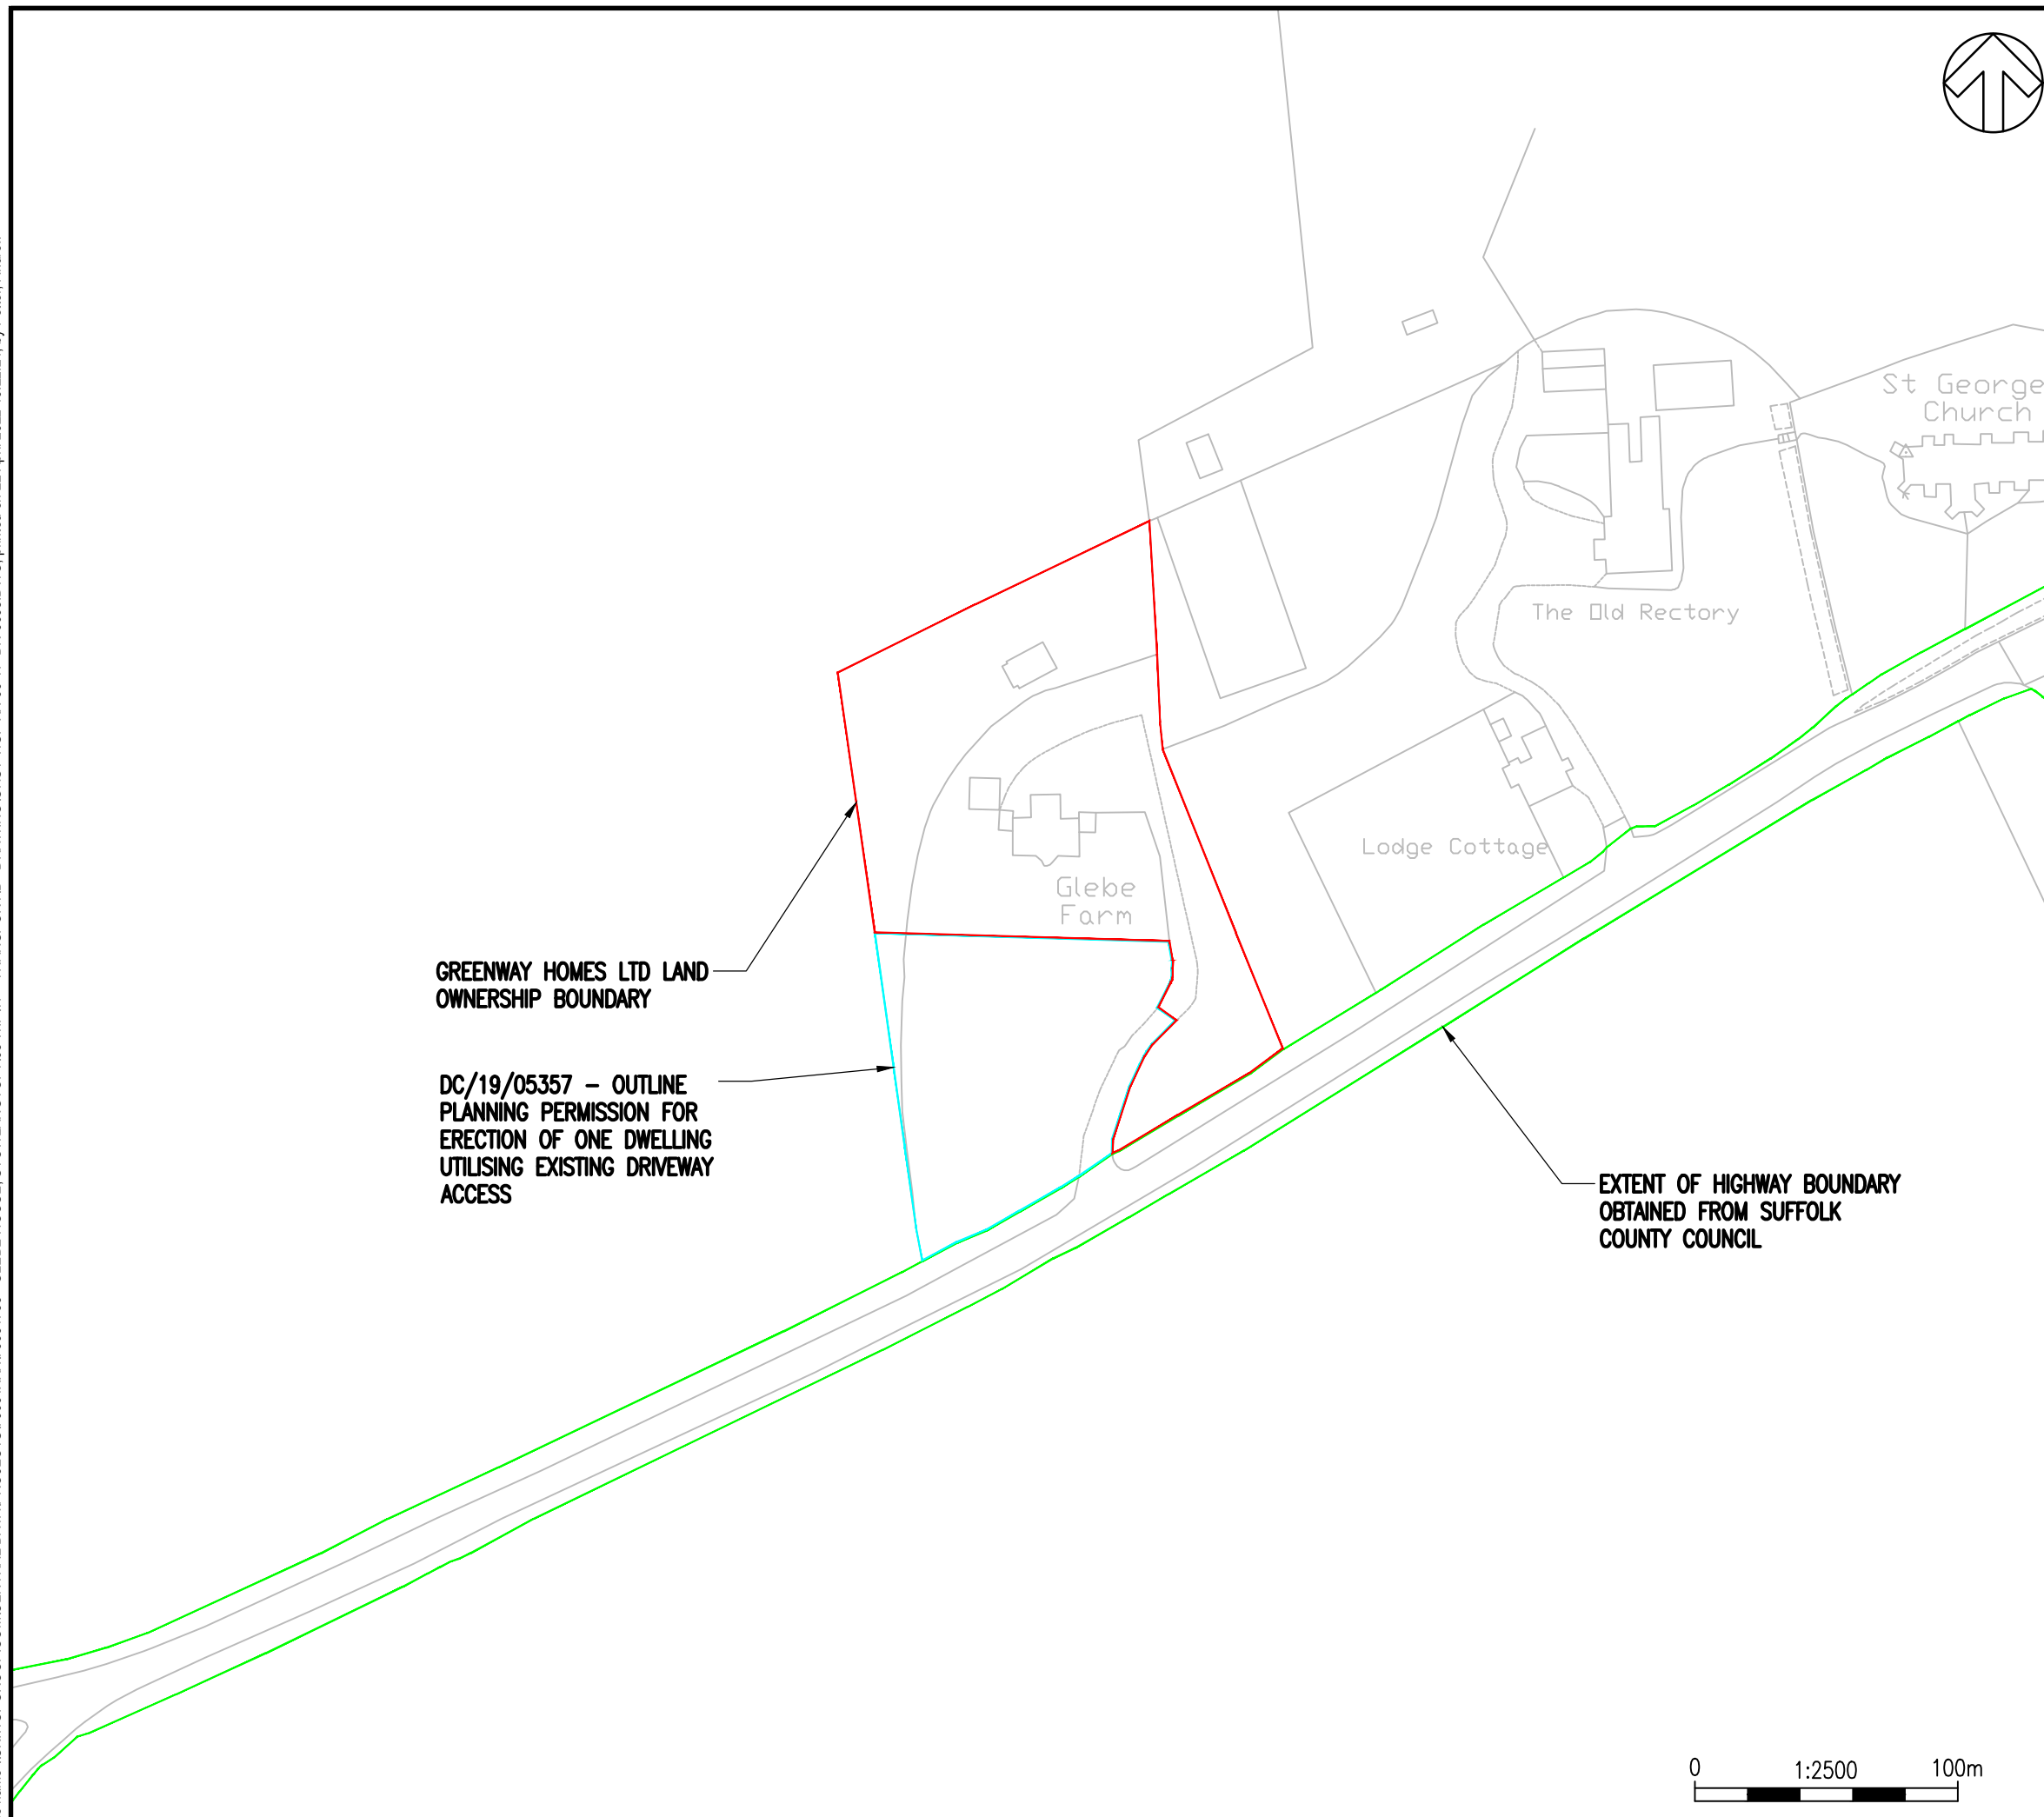 St George
Church
The Old Rectory
Lodge Cottage
Glebe
Farm
GREENWAY HOMES LTD LAND
OWNERSHIP BOUNDARY
DC/19/05357 – OUTLINE
PLANNING PERMISSION FOR
ERECTION OF ONE DWELLING
UTILISING EXISTING DRIVEWAY
ACCESS
EXTENT OF HIGHWAY BOUNDARY
OBTAINED FROM SUFFOLK
COUNTY COUNCIL
0 1:2500 100m